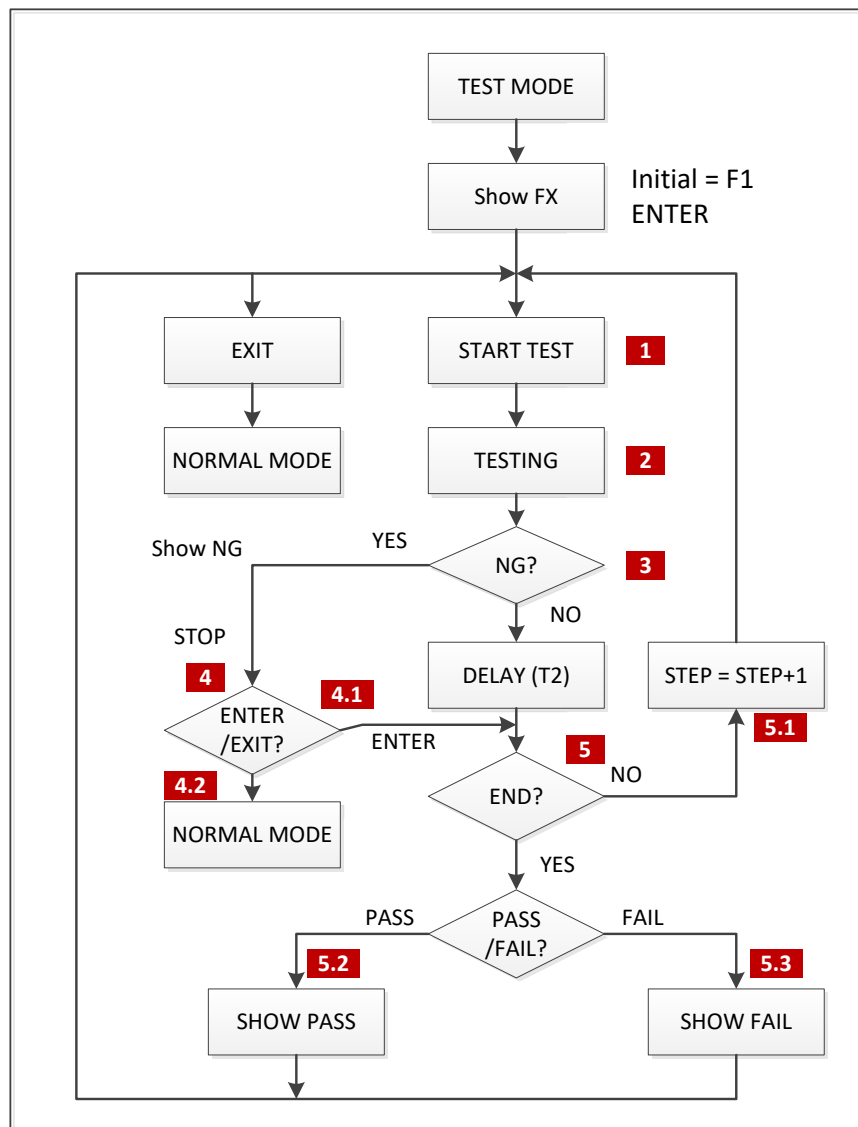 TEST MODE
Show FX
Initial = F1
ENTER
EXIT
START TEST
1
NORMAL MODE
TESTING
2
Show NG
YES
NG?
3
NO
STOP
DELAY (T2)
STEP = STEP+1
4
4.1
ENTER
/EXIT?
ENTER
5
5.1
NO
4.2
END?
NORMAL MODE
YES
PASS
PASS
/FAIL?
FAIL
5.2
5.3
SHOW PASS
SHOW FAIL